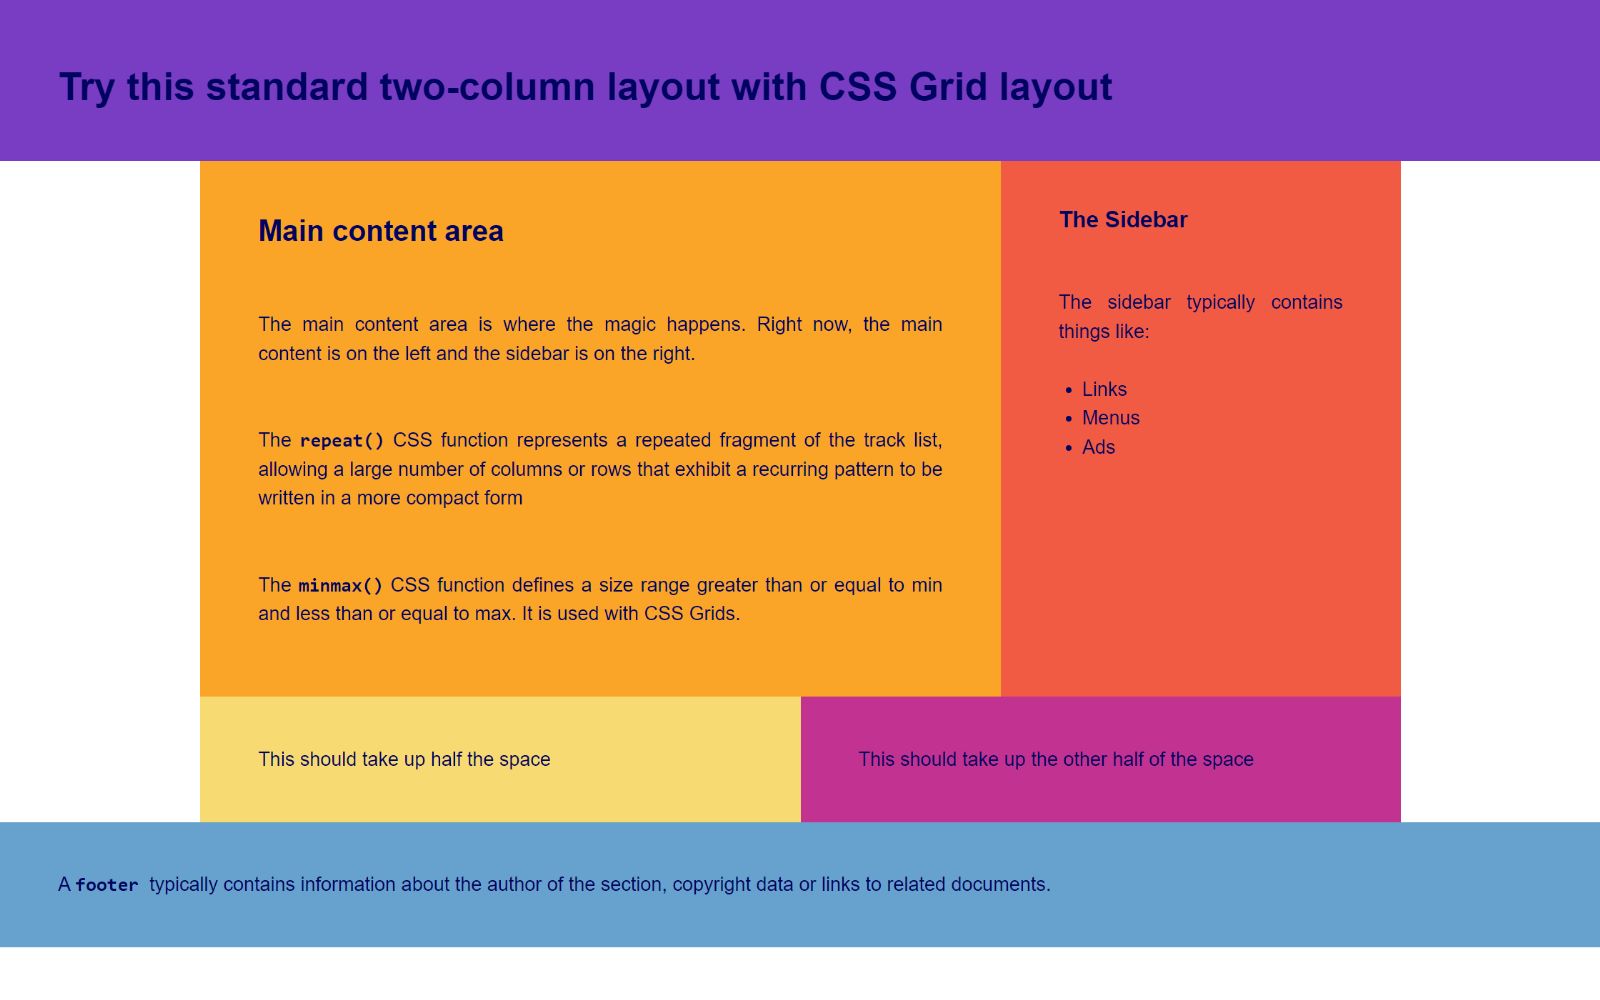 Try this standard two-column layout with CSS Grid layout
Main content area
The main content area is where the magic happens. Right now, the main
content is on the left and the sidebar is on the right.
The repeat() CSS function represents a repeated fragment of the track list,
allowing a large number of columns or rows that exhibit a recurring pattern to be
written in a more compact form
The minmax() CSS function defines a size range greater than or equal to min
and less than or equal to max. It is used with CSS Grids.
The Sidebar
The sidebar typically contains
things like:
• Links
• Menus
• Ads
This should take up half the space
This should take up the other half of the space
A footer typically contains information about the author of the section, copyright data or links to related documents.